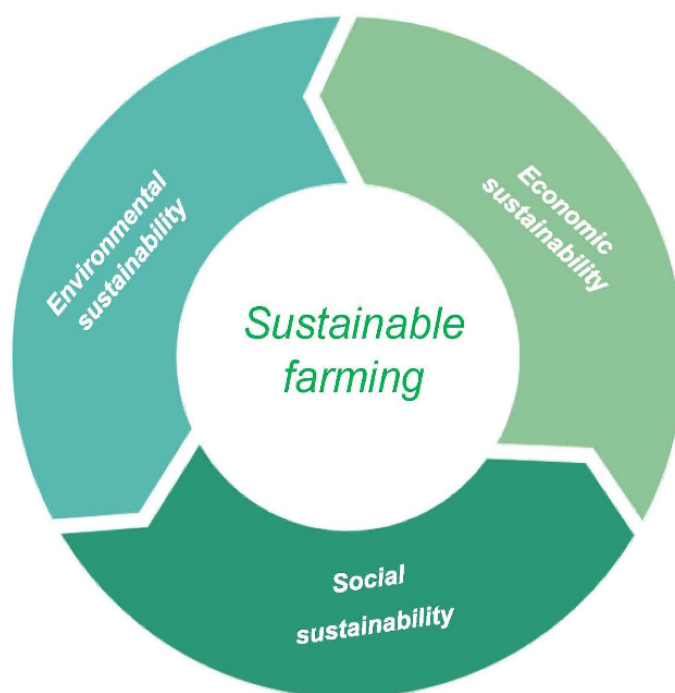 Environmental
sustainability
Economic
sustainability
Sustainable
farming
Social
sustainability